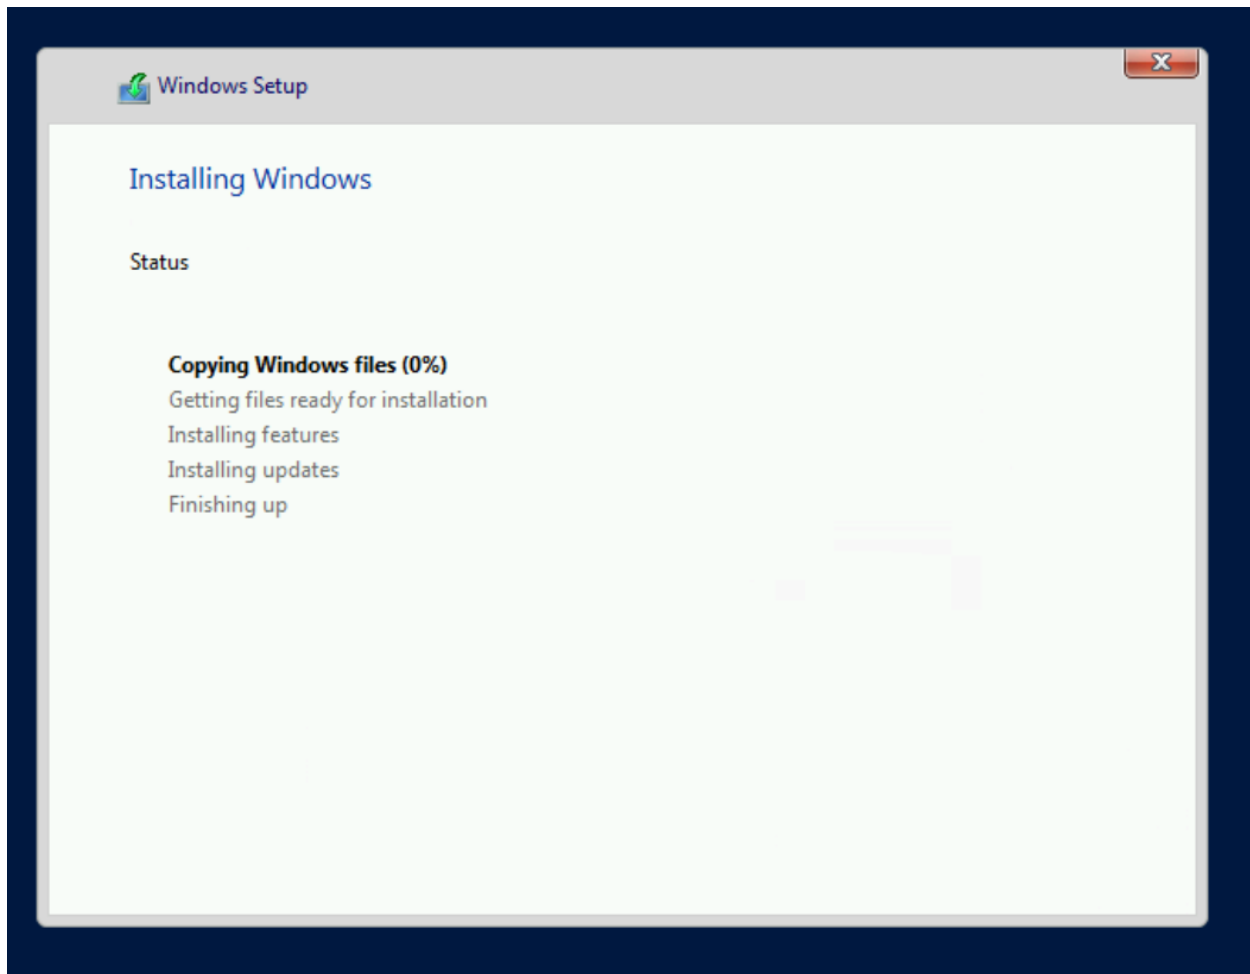 Windows Setup
Installing Windows
Status
Copying Windows files (0%)
Getting files ready for installation
Installing features
Installing updates
Finishing up